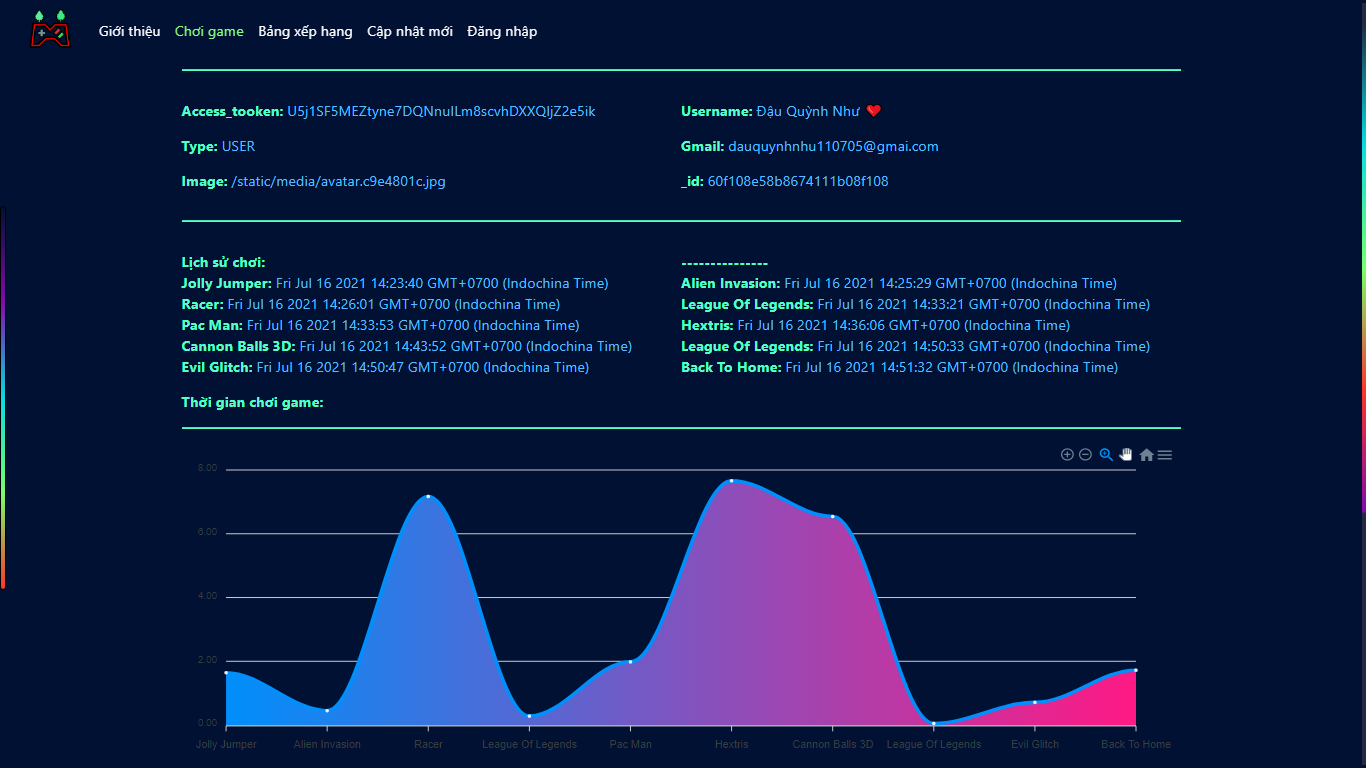 Giới thiệu Chơi game Bảng xếp hạng Cập nhật mới Đăng nhập
Access_tooken: U5j1SF5MEZtyne7DQNnulLm8scvhDXXQljZ2e5ik
Username: Đậu Quỳnh Như ❤️
Type: USER
Gmail: dauquynhnhu110705@gmai.com
Image: /static/media/avatar.c9e4801c.jpg
_id: 60f108e58b8674111b08f108
Lịch sử chơi:
---------------
Jolly Jumper: Fri Jul 16 2021 14:23:40 GMT+0700 (Indochina Time)
Alien Invasion: Fri Jul 16 2021 14:25:29 GMT+0700 (Indochina Time)
Racer: Fri Jul 16 2021 14:26:01 GMT+0700 (Indochina Time)
League Of Legends: Fri Jul 16 2021 14:33:21 GMT+0700 (Indochina Time)
Pac Man: Fri Jul 16 2021 14:33:53 GMT+0700 (Indochina Time)
Hextris: Fri Jul 16 2021 14:36:06 GMT+0700 (Indochina Time)
Cannon Balls 3D: Fri Jul 16 2021 14:43:52 GMT+0700 (Indochina Time)
League Of Legends: Fri Jul 16 2021 14:50:33 GMT+0700 (Indochina Time)
Evil Glitch: Fri Jul 16 2021 14:50:47 GMT+0700 (Indochina Time)
Back To Home: Fri Jul 16 2021 14:51:32 GMT+0700 (Indochina Time)
Thời gian chơi game:
8.00
6.00
4.00
2.00
0.00
Jolly Jumper Alien Invasion Racer League Of Legends Pac Man Hextris Cannon Balls 3D League Of Legends Evil Glitch Back To Home